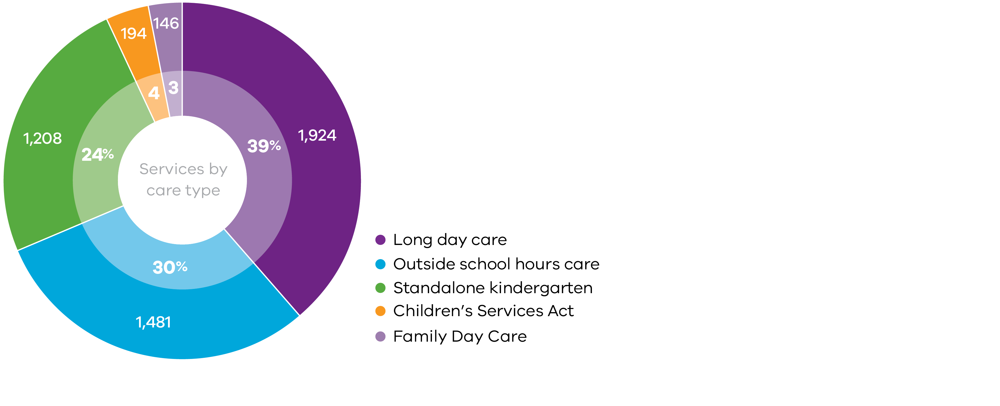 146
194
1,924
3
4
1,208
39%
24%
Services by
care type
30%
1,481
Long day care
Outside school hours care
Standalone kindergarten
Children’s Services Act
Family Day Care